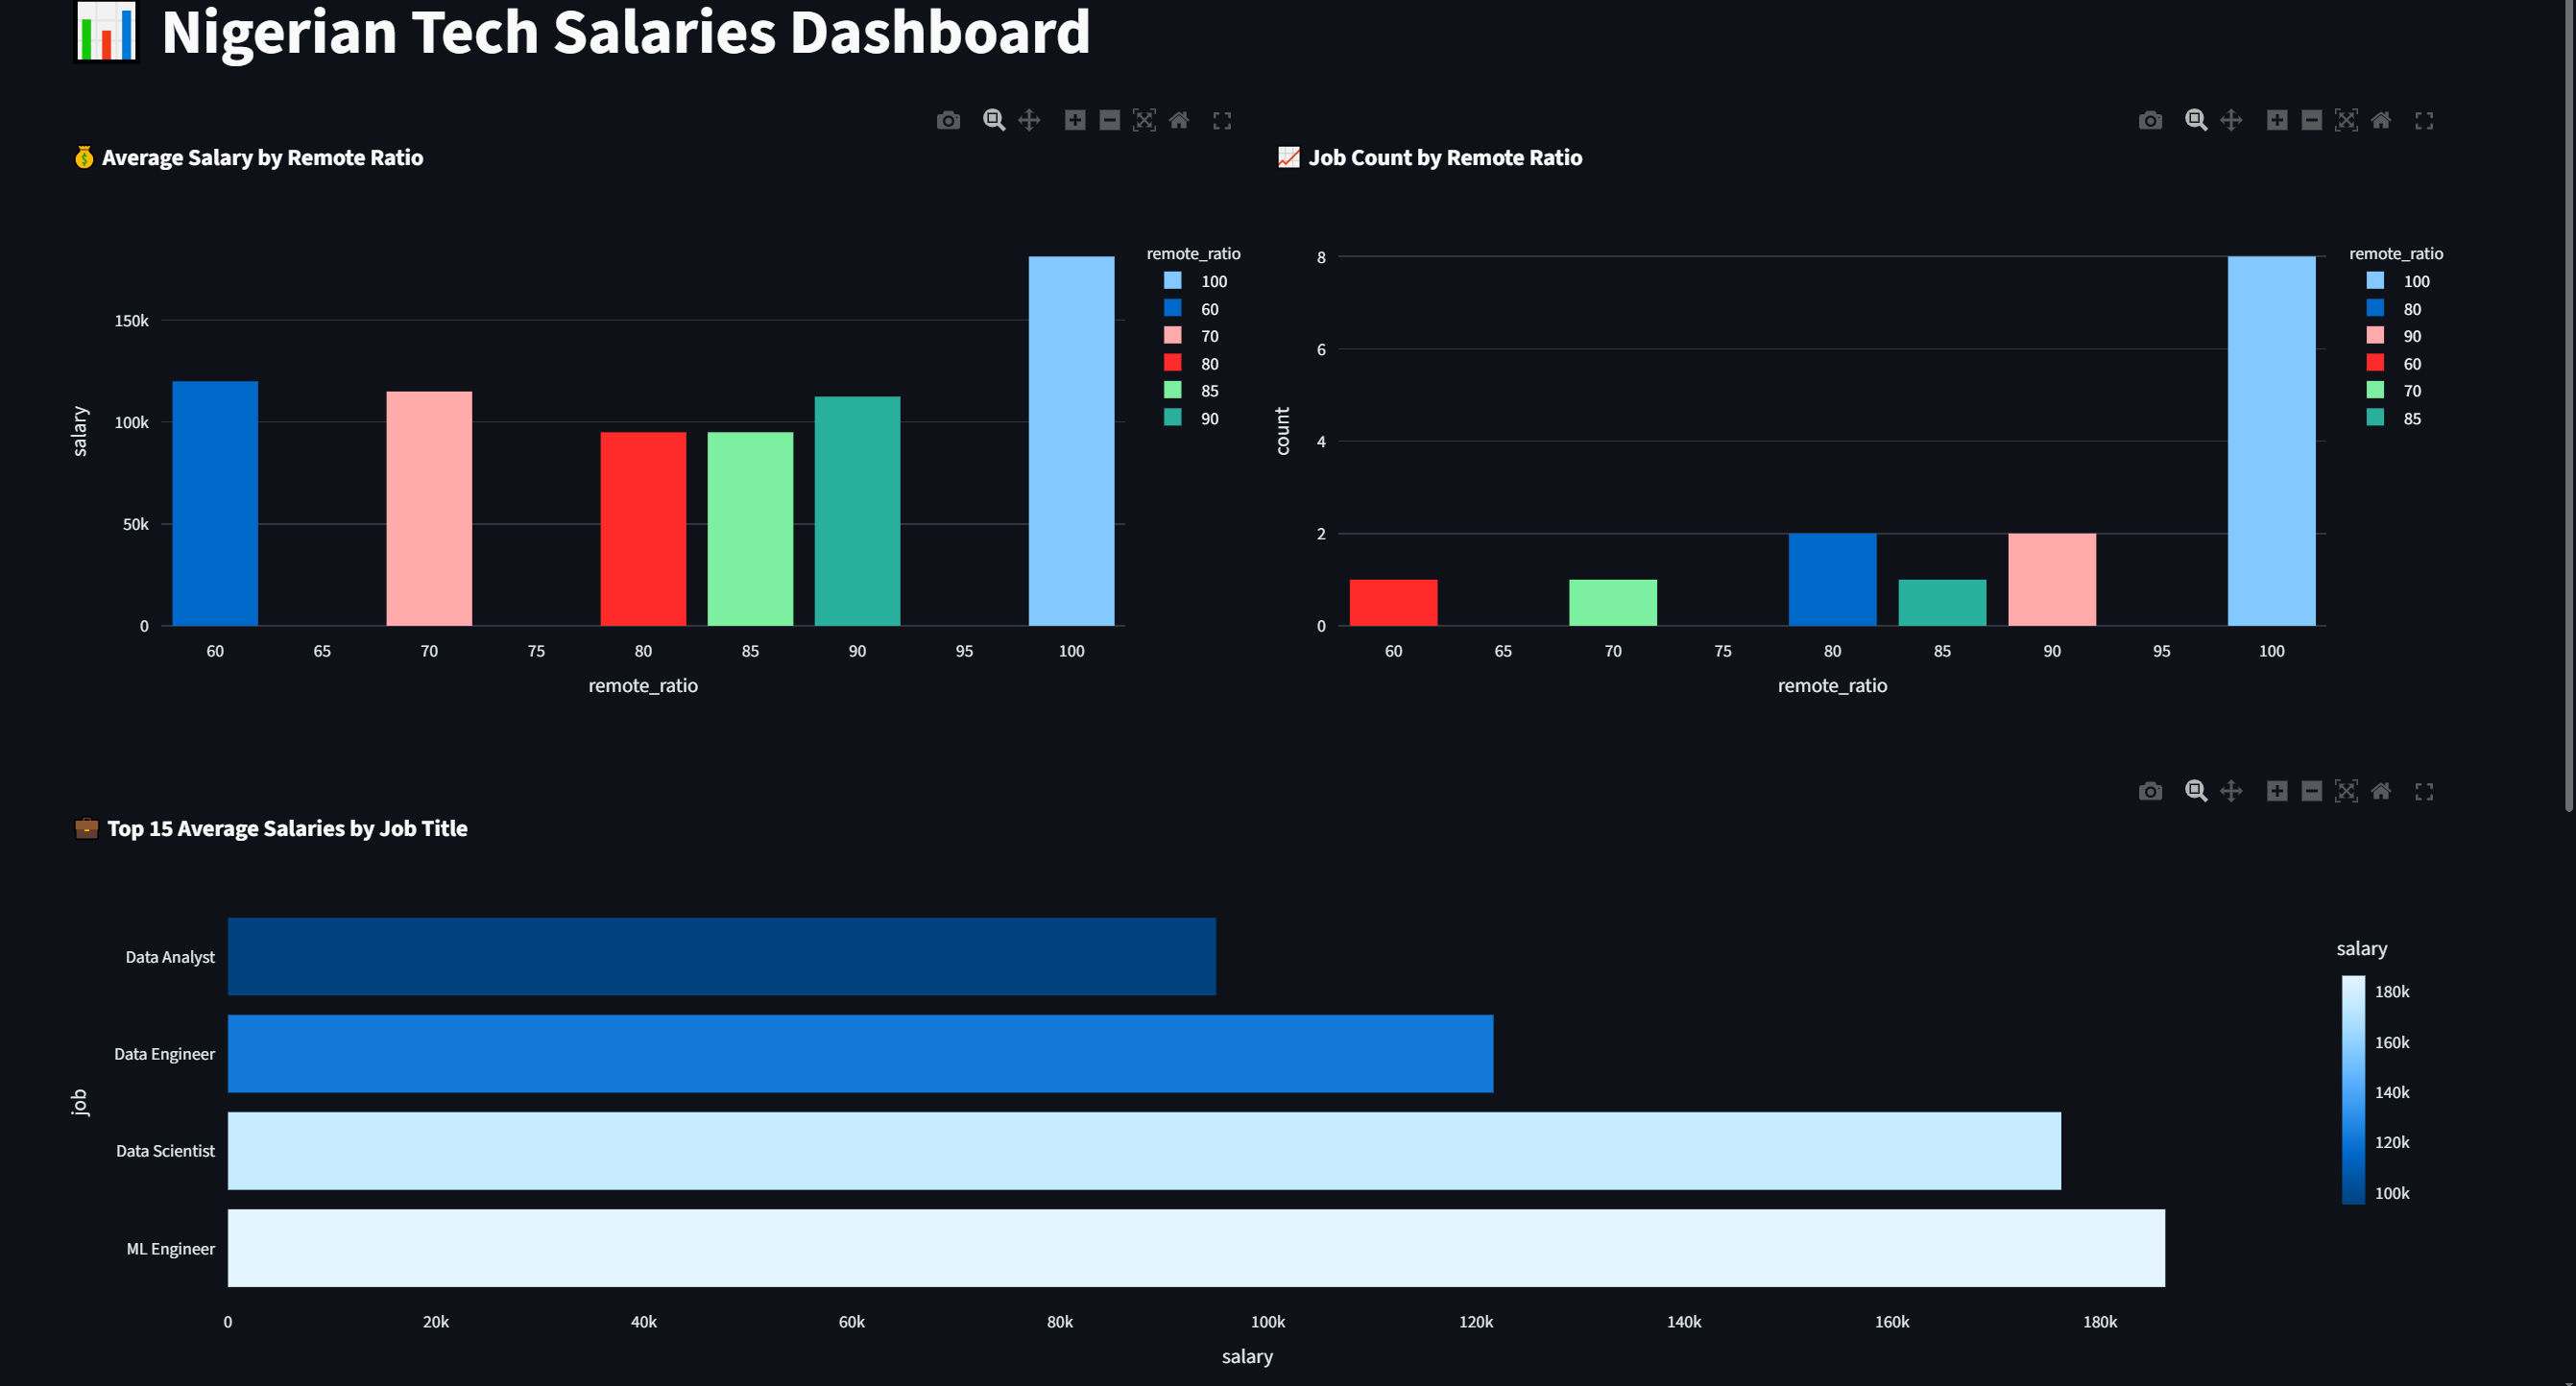 📊 Nigerian Tech Salaries Dashboard
💰 Average Salary by Remote Ratio
150k
100k
50k
0
salary
60 65 70 75 80 85 90 95 100
remote_ratio
remote_ratio
100
60
70
80
85
90
📈 Job Count by Remote Ratio
8
6
4
2
0
count
60 65 70 75 80 85 90 95 100
remote_ratio
remote_ratio
100
80
90
60
70
85
💼 Top 15 Average Salaries by Job Title
job
Data Analyst
Data Engineer
Data Scientist
ML Engineer
0 20k 40k 60k 80k 100k 120k 140k 160k 180k
salary
salary
180k
160k
140k
120k
100k